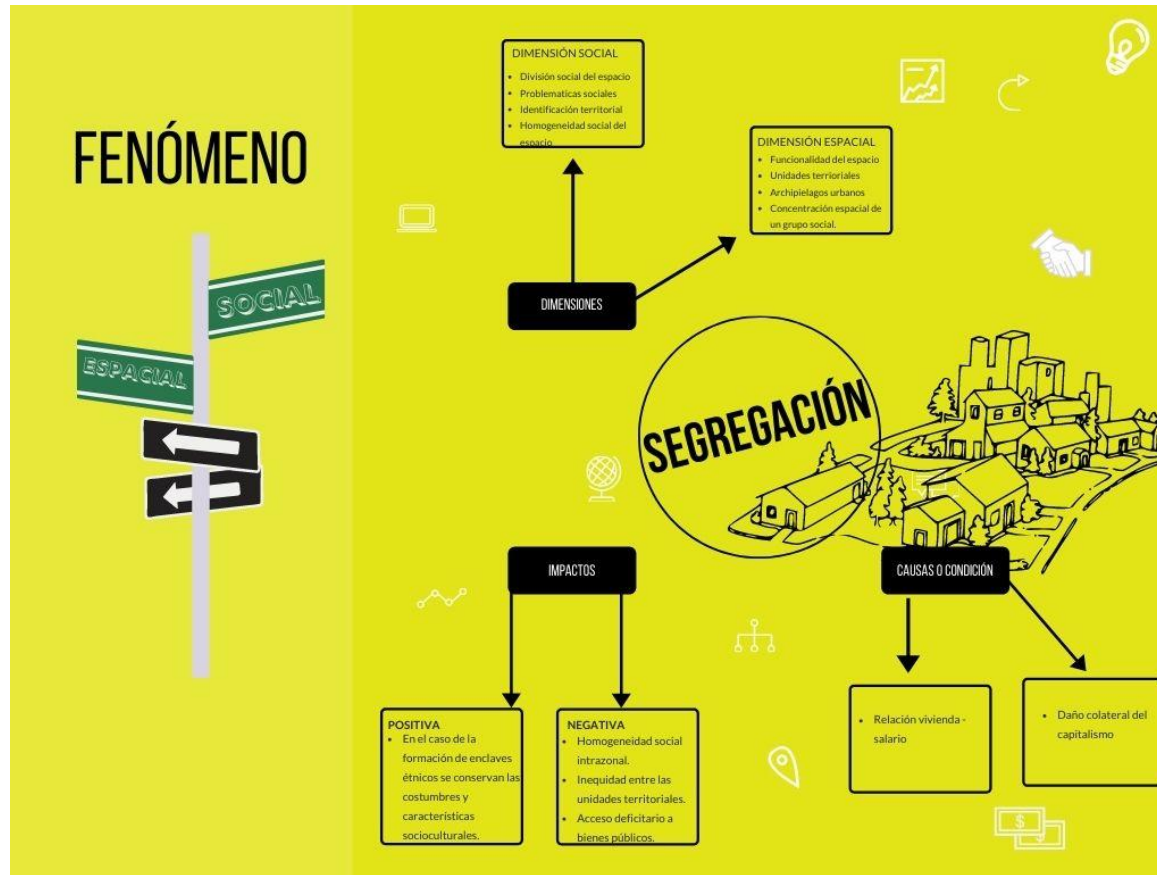 FENÓMENO
SOCIAL
ESPACIAL
DIMENSIÓN SOCIAL
• División social del espacio
• Problematicas sociales
• Identificación territorial
• Homogeneidad social del
espacio
DIMENSIÓN ESPACIAL
• Funcionalidad del espacio
• Unidades terrioriales
• Archipielagos urbanos
• Concentración espacial de
un grupo social.
DIMENSIONES
SEGREGACIÓN
IMPACTOS
CAUSAS O CONDICIÓN
POSITIVA
• En el caso de la
formación de enclaves
étnicos se conservan las
costumbres y
características
socioculturales.
NEGATIVA
• Homogeneidad social
intrazonal.
• Inequidad entre las
unidades territoriales.
• Acceso deficitario a
bienes públicos.
• Relación vivienda -
salario
• Daño colateral del
capitalismo
$